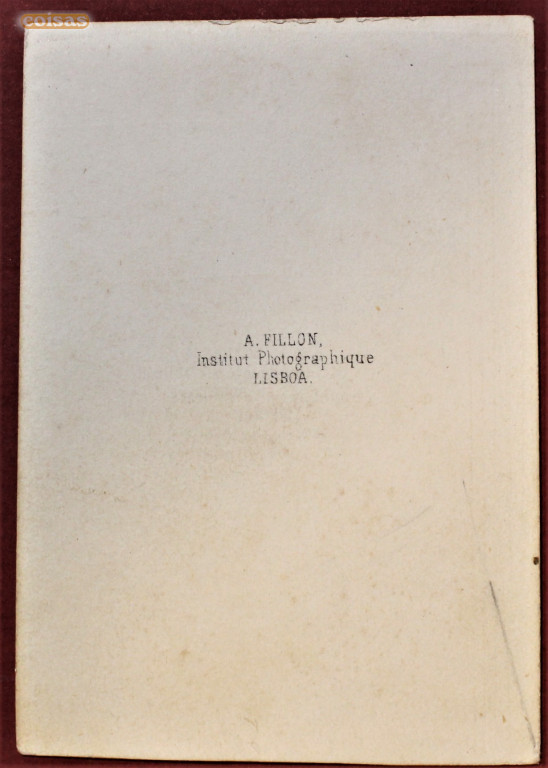 coisas
A. FILLON,
Institut Photographique
LISBOA.